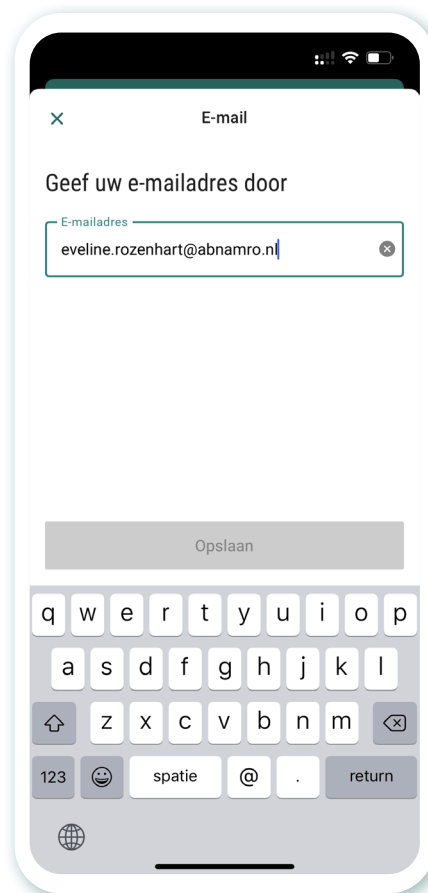 E-mail
Geef uw e-mailadres door
E-mailadres
eveline.rozenhart@abnamro.nl
Opslaan
q w e r t y u i o p
a s d f g h j k l
z x c v b n m
123 spatie @ . return